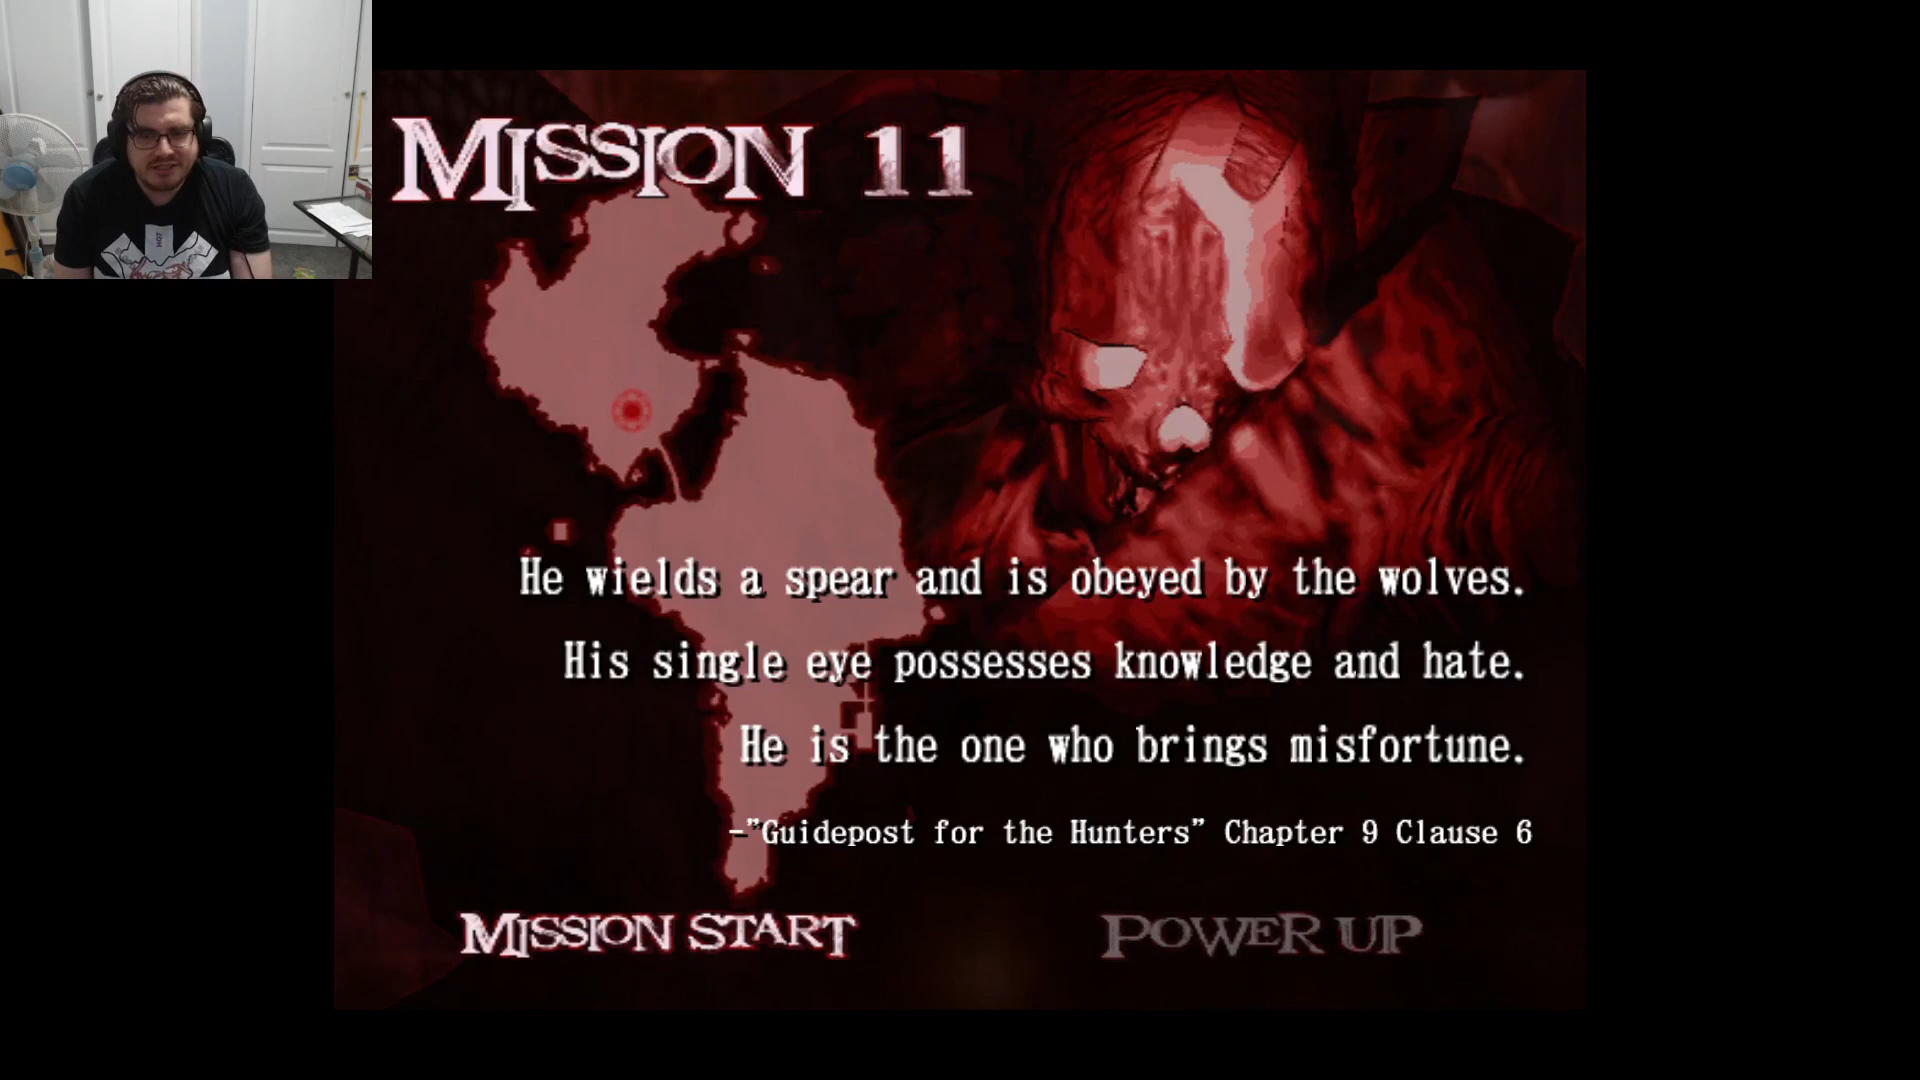 MISSION 11
He wields a spear and is obeyed by the wolves.
His single eye possesses knowledge and hate.
He is the one who brings misfortune.
-"Guidepost for the Hunters" Chapter 9 Clause 6
MISSION START
POWER UP